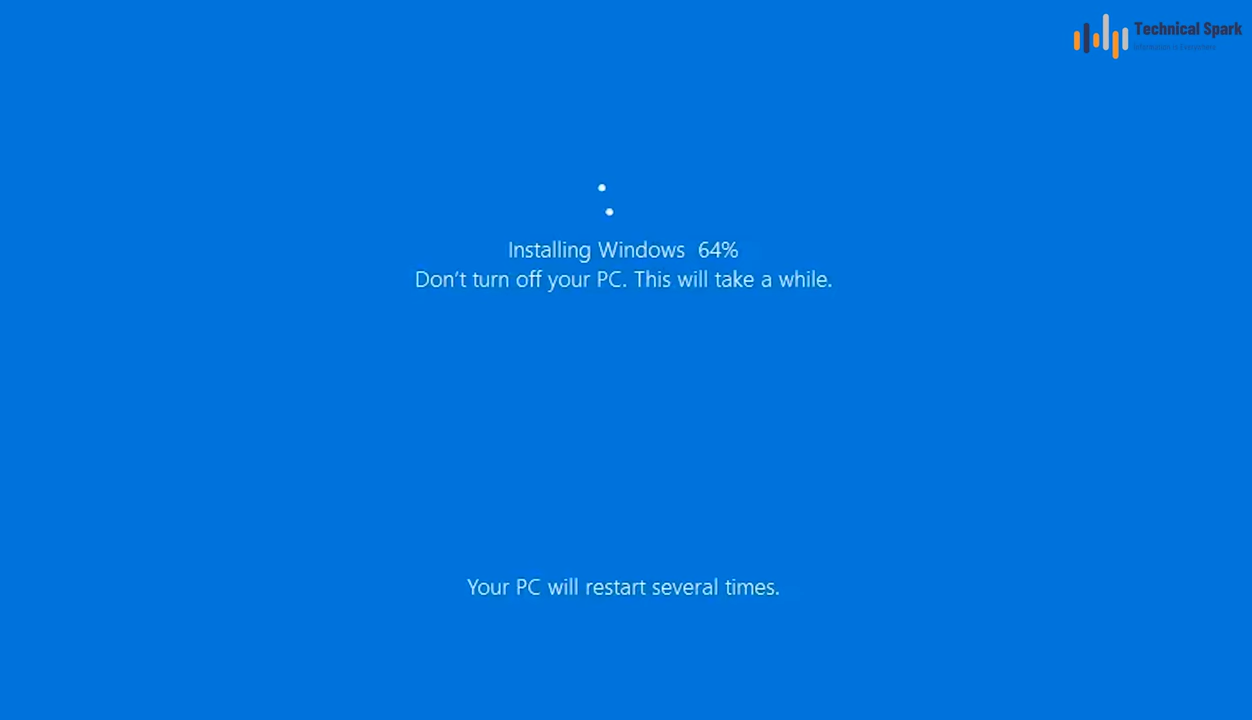 Technical Spark
Installing Windows  64%
Don't turn off your PC. This will take a while.
Your PC will restart several times.